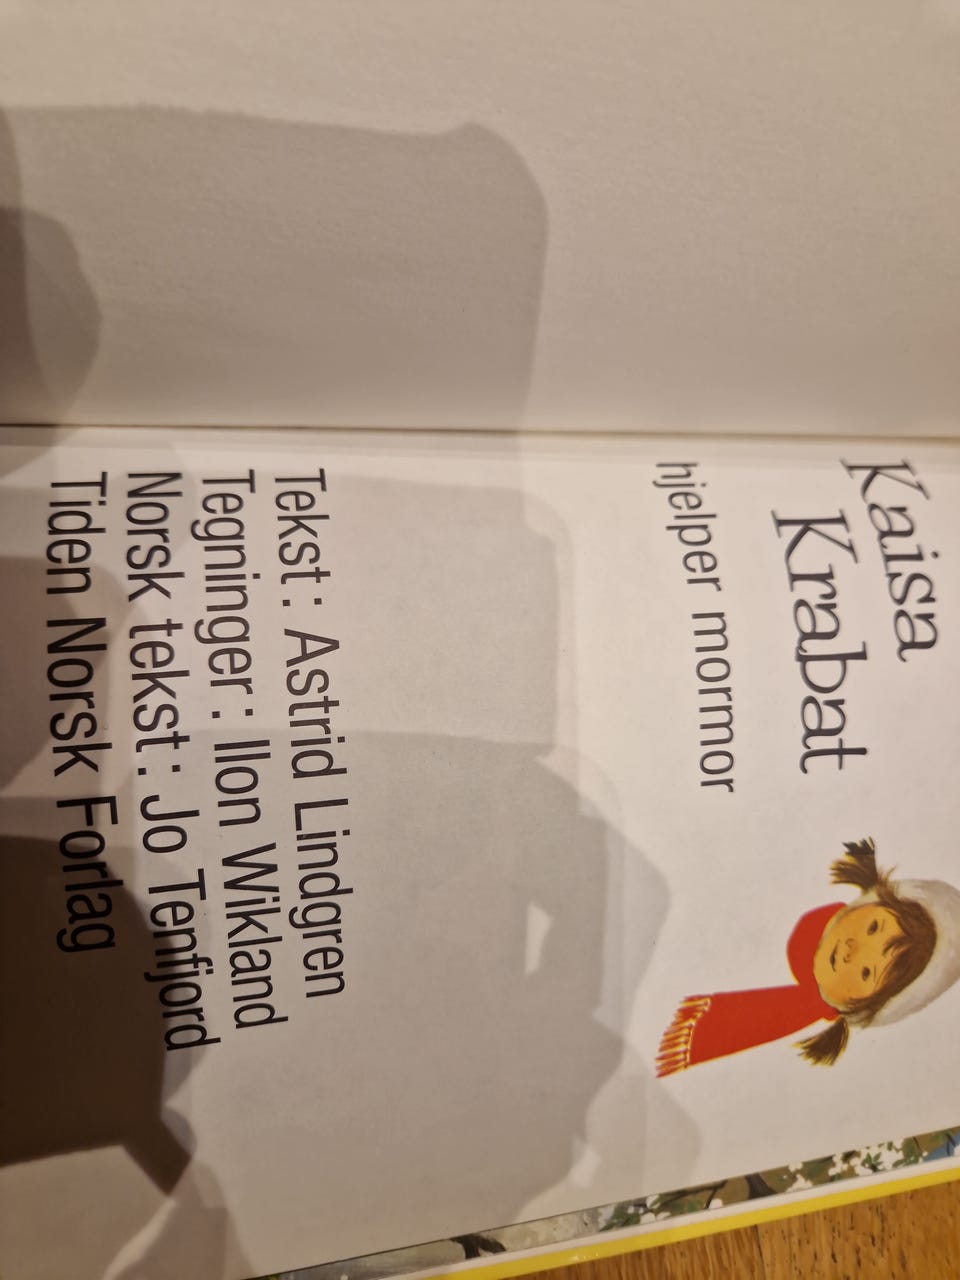 Kaisa
Krabat
hjelper mormor
Tekst: Astrid Lindgren
Tegninger: Ilon Wikland
Norsk tekst: Jo Tenfjord
Tiden Norsk Forlag